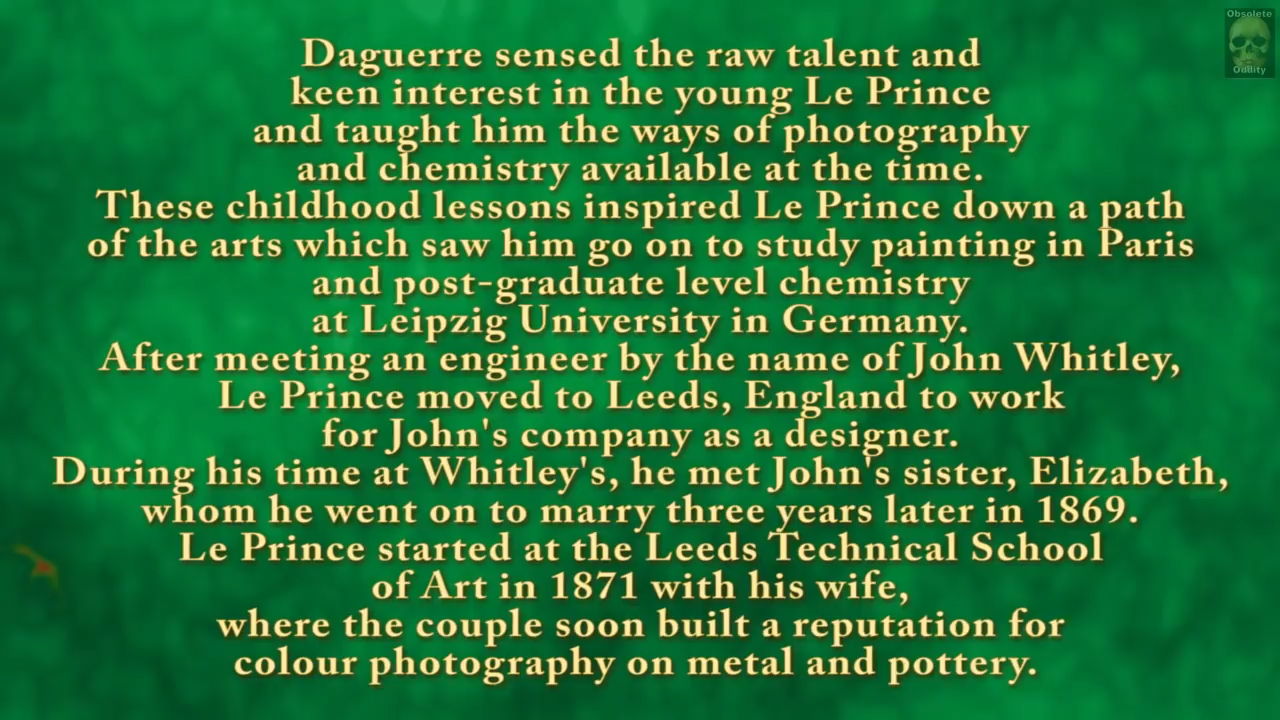 Obsolete
Oddity
Daguerre sensed the raw talent and
keen interest in the young Le Prince
and taught him the ways of photography
and chemistry available at the time.
These childhood lessons inspired Le Prince down a path
of the arts which saw him go on to study painting in Paris
and post-graduate level chemistry
at Leipzig University in Germany.
After meeting an engineer by the name of John Whitley,
Le Prince moved to Leeds, England to work
for John's company as a designer.
During his time at Whitley's, he met John's sister, Elizabeth,
whom he went on to marry three years later in 1869.
Le Prince started at the Leeds Technical School
of Art in 1871 with his wife,
where the couple soon built a reputation for
colour photography on metal and pottery.